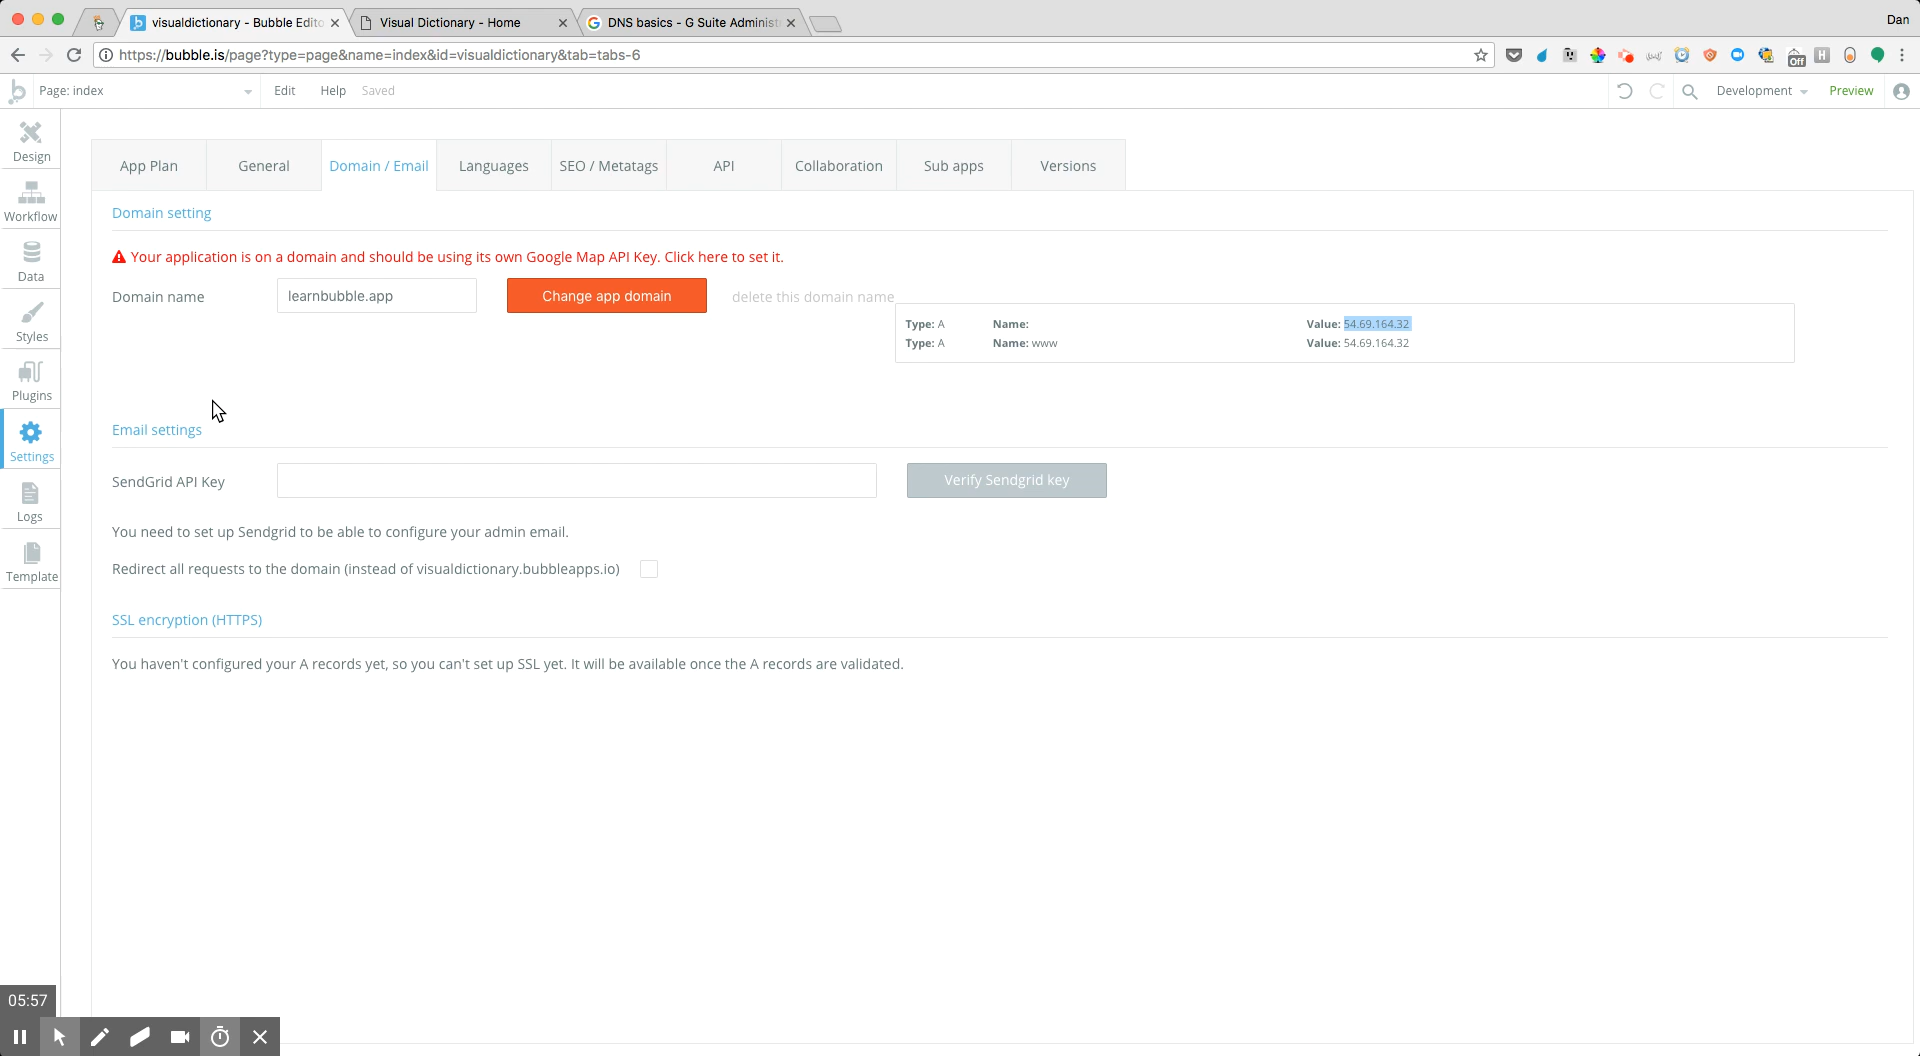 visualdictionary - Bubble Edito
Visual Dictionary - Home
DNS basics - G Suite Administ
Dan
https://bubble.is/page?type=page&name=index&id=visualdictionary&tab=tabs-6
Off
H
Page: index
Edit
Help
Saved
Development
Preview
Design
Workflow
Data
Styles
Plugins
Settings
Logs
Template
App Plan
General
Domain / Email
Languages
SEO / Metatags
API
Collaboration
Sub apps
Versions
Domain setting
Your application is on a domain and should be using its own Google Map API Key. Click here to set it.
Domain name
learnbubble.app
Change app domain
delete this domain name
Type: A Name: Value: 54.69.164.32
Type: A Name: www Value: 54.69.164.32
Email settings
SendGrid API Key
Verify Sendgrid key
You need to set up Sendgrid to be able to configure your admin email.
Redirect all requests to the domain (instead of visualdictionary.bubbleapps.io)
SSL encryption (HTTPS)
You haven't configured your A records yet, so you can't set up SSL yet. It will be available once the A records are validated.
05:57